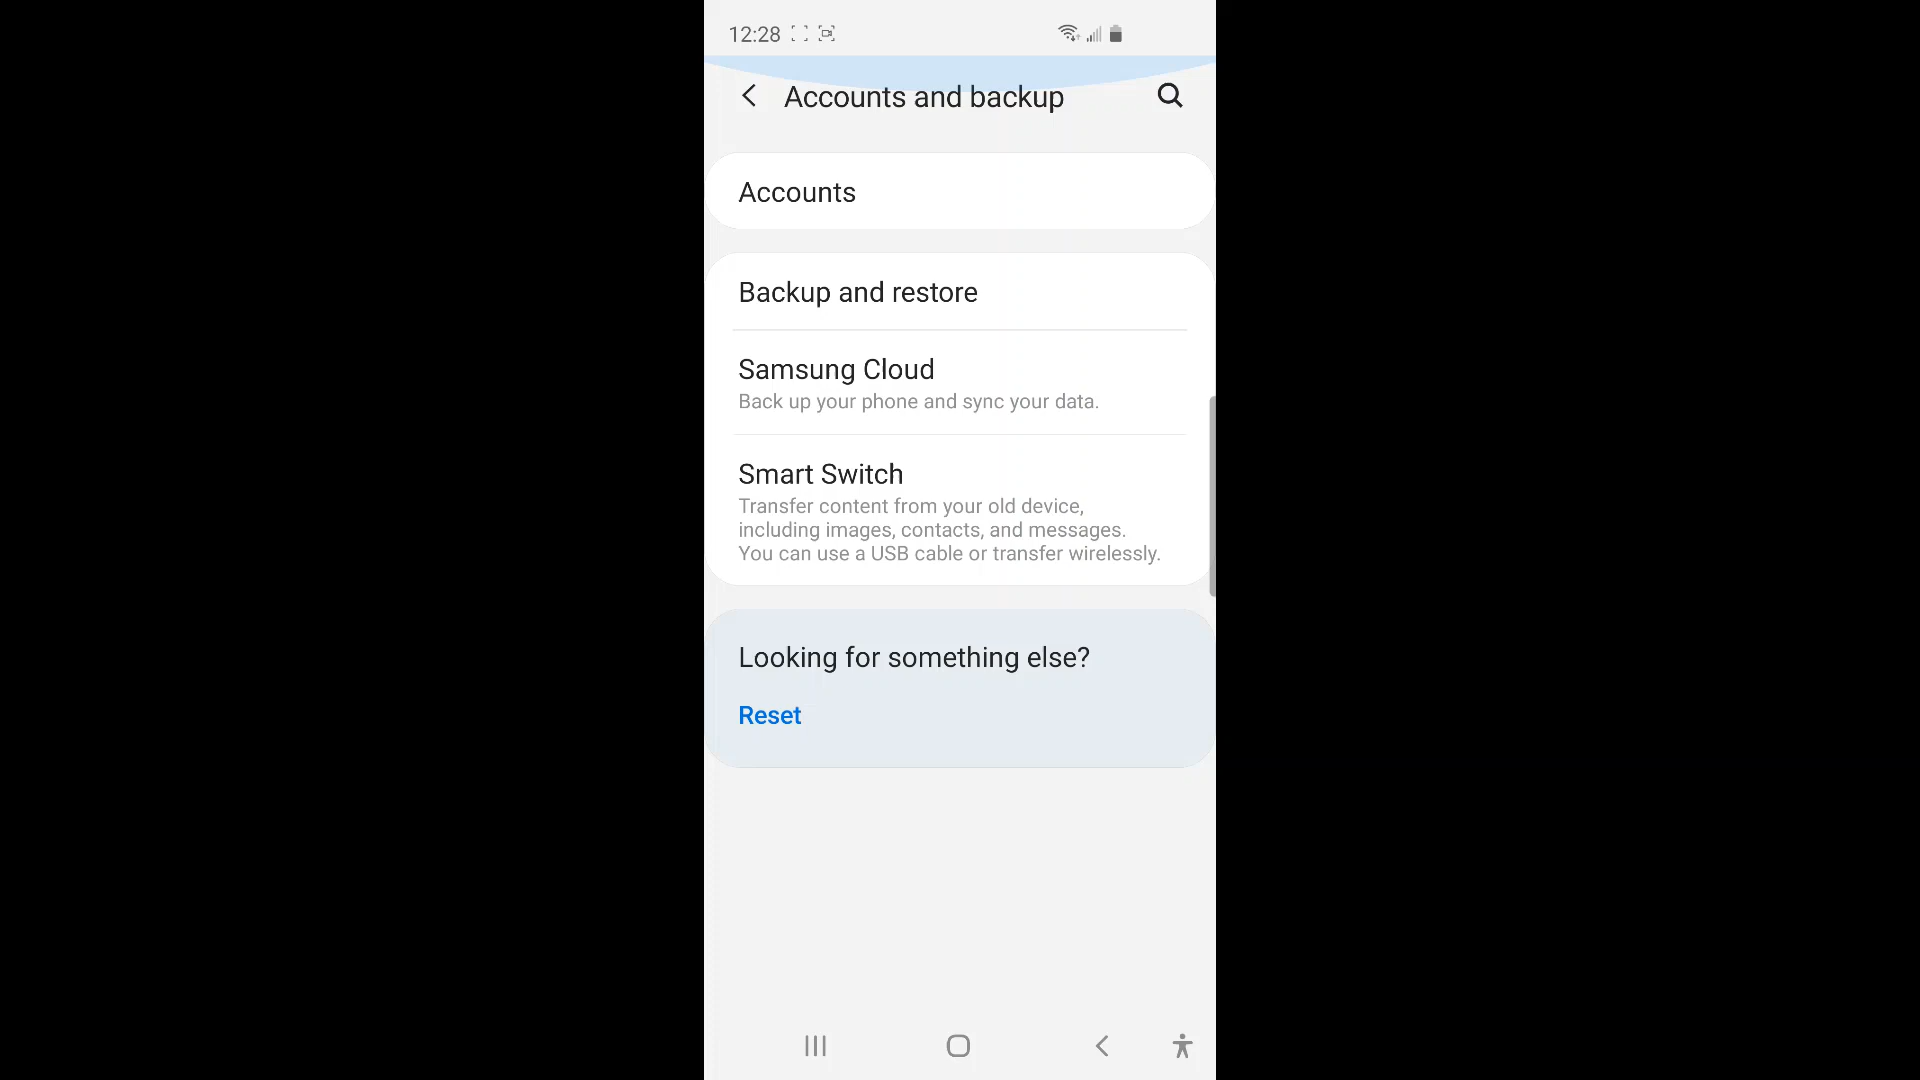 12:28
Accounts and backup
Accounts
Backup and restore
Samsung Cloud
Back up your phone and sync your data.
Smart Switch
Transfer content from your old device,
including images, contacts, and messages.
You can use a USB cable or transfer wirelessly.
Looking for something else?
Reset